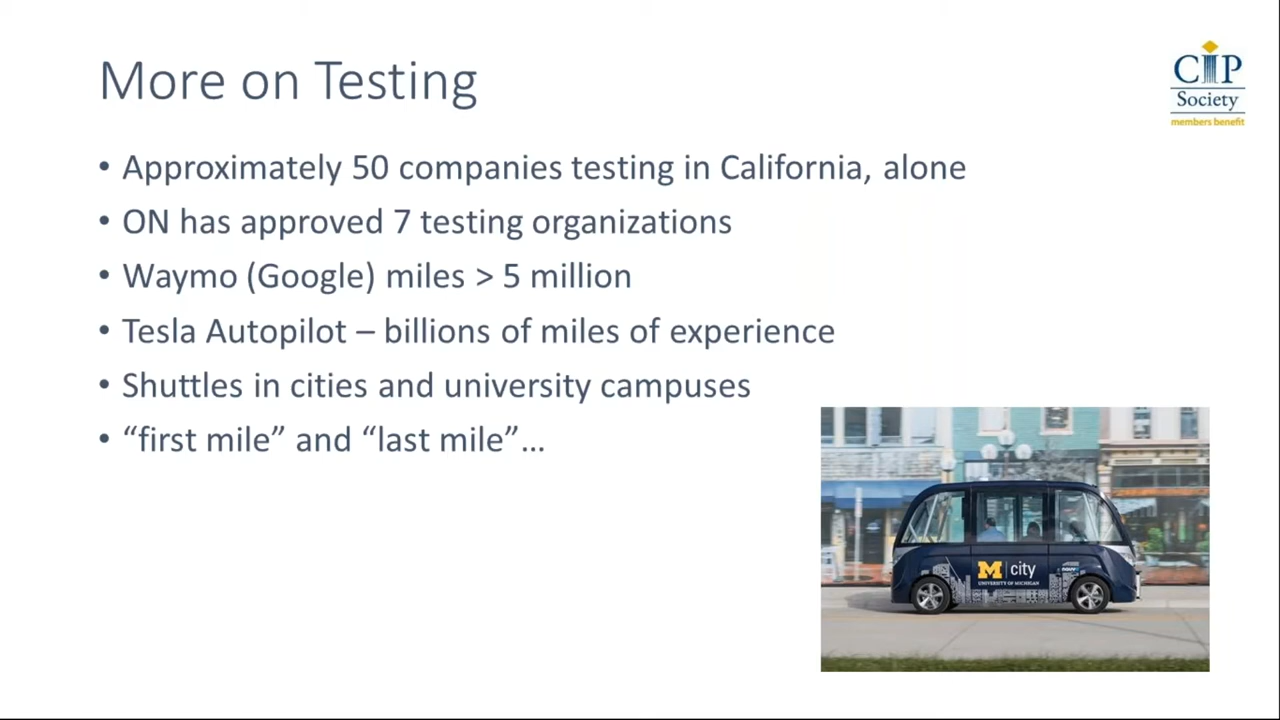 More on Testing
CIP
Society
members benefit
• Approximately 50 companies testing in California, alone
• ON has approved 7 testing organizations
• Waymo (Google) miles > 5 million
• Tesla Autopilot – billions of miles of experience
• Shuttles in cities and university campuses
• “first mile” and “last mile”…
M city
UNIVERSITY OF MICHIGAN